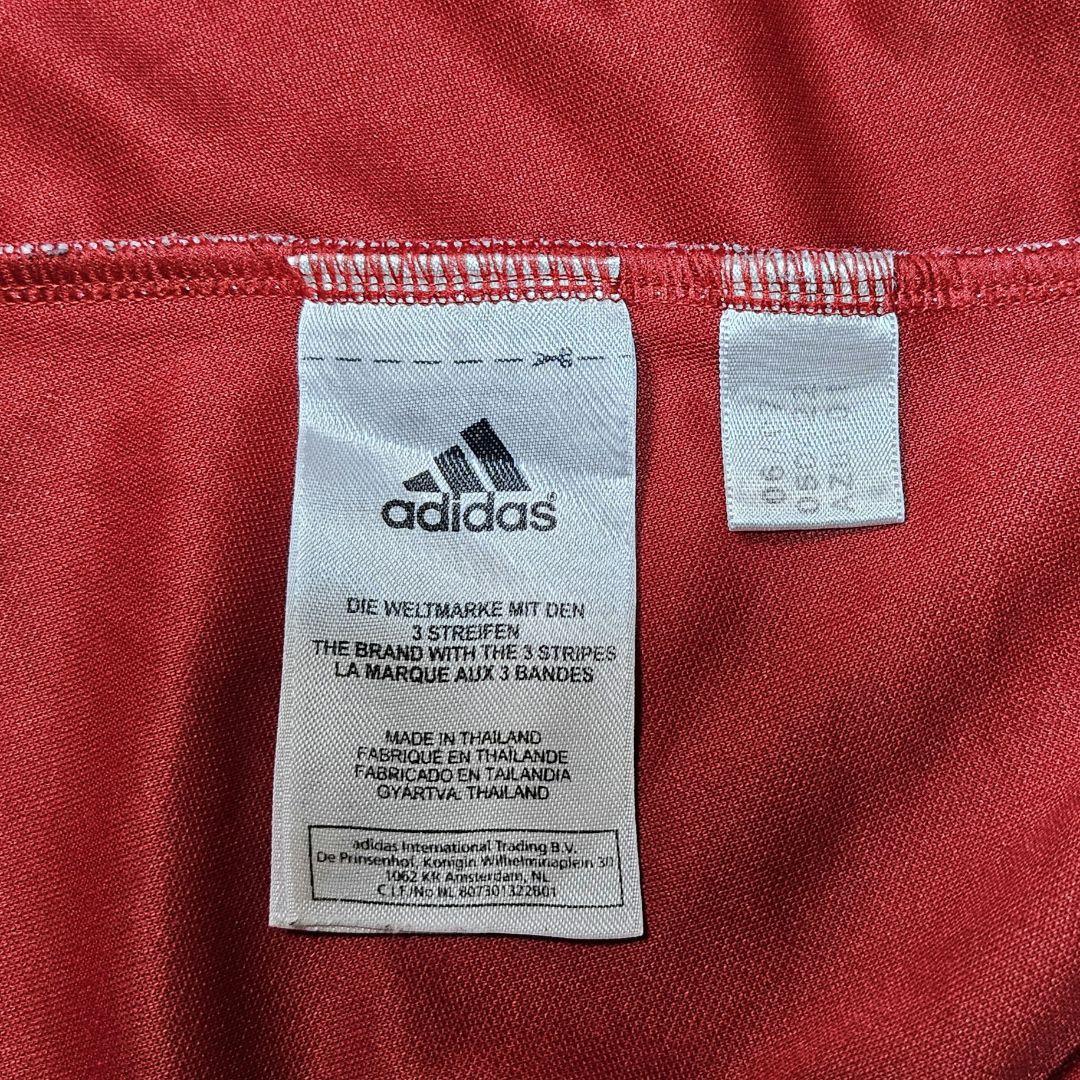 adidas®
DIE WELTMARKE MIT DEN
3 STREIFEN
THE BRAND WITH THE 3 STRIPES
LA MARQUE AUX 3 BANDES
MADE IN THAILAND
FABRIQUÉ EN THAÏLANDE
FABRICADO EN TAILANDIA
GYÁRTVA: THAILAND
adidas International Trading B.V.
De Prinsenhof, Konigin Wilhelminaplein 30
1062 KR Amsterdam, NL
C I F/No NL 807301322B01
06/